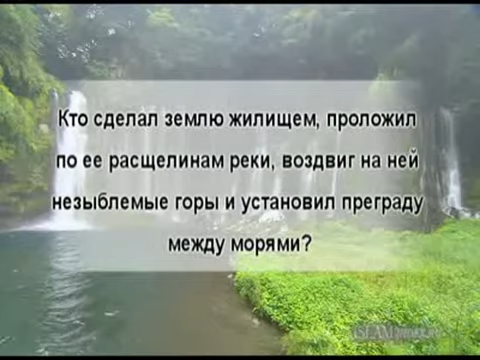 Кто сделал землю жилищем, проложил
по ее расщелинам реки, воздвиг на ней
незыблемые горы и установил преграду
между морями?